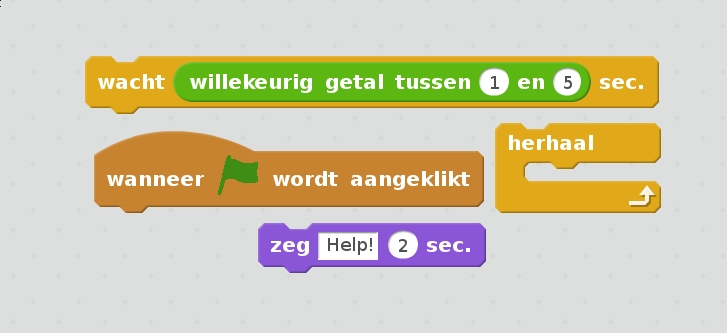 wacht willekeurig getal tussen 1 en 5 sec.
herhaal
wanneer wordt aangeklikt
zeg Help! 2 sec.